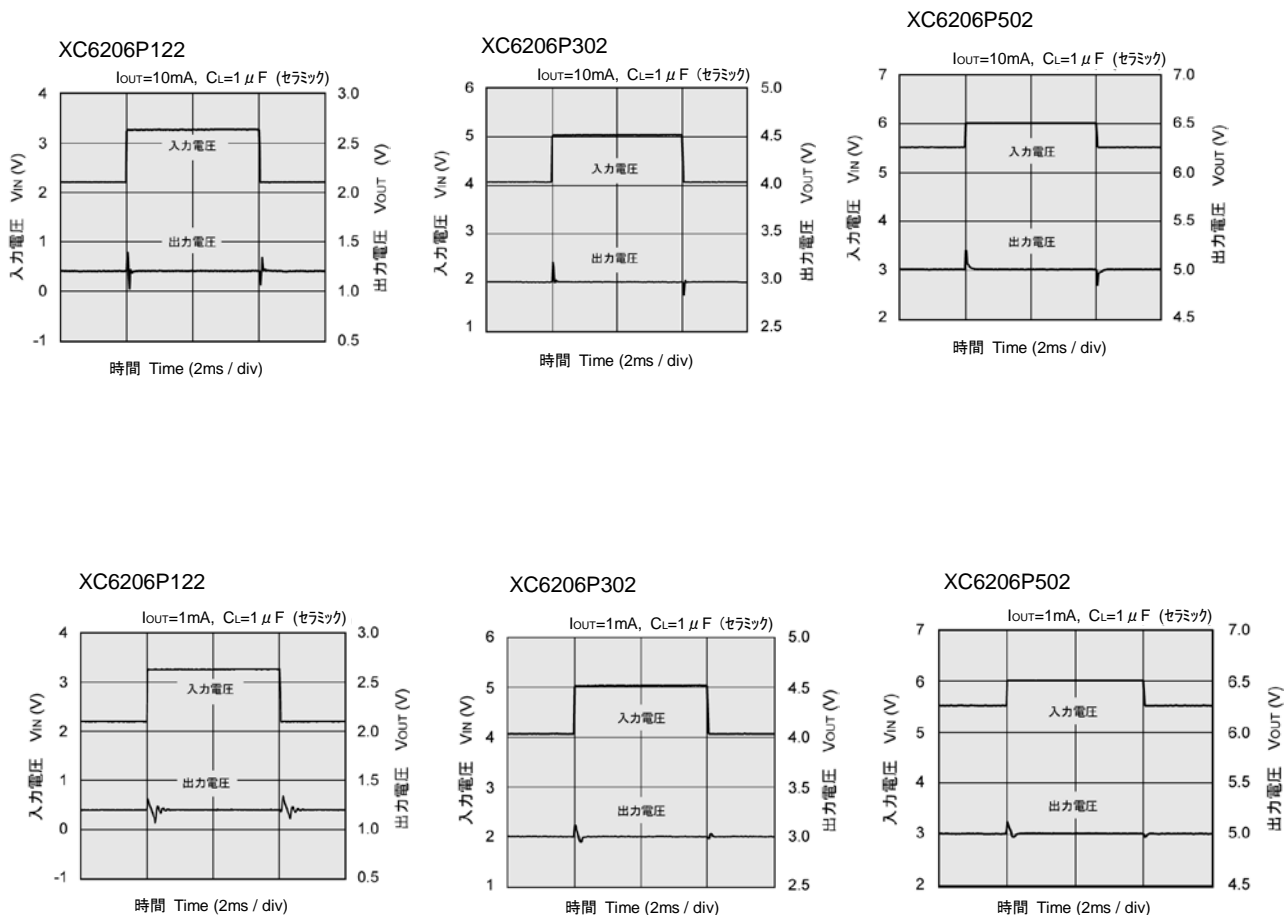 XC6206P122
IOUT=10mA, CL=1μF (セラミック)
4
3
2
1
0
-1
3.0
2.5
2.0
1.5
1.0
0.5
入力電圧 VIN (V)
出力電圧 VOUT (V)
入力電圧
出力電圧
時間 Time (2ms / div)
XC6206P302
IOUT=10mA, CL=1μF (セラミック)
6
5
4
3
2
1
5.0
4.5
4.0
3.5
3.0
2.5
入力電圧 VIN (V)
出力電圧 VOUT (V)
入力電圧
出力電圧
時間 Time (2ms / div)
XC6206P502
IOUT=10mA, CL=1μF (セラミック)
7
6
5
4
3
2
7.0
6.5
6.0
5.5
5.0
4.5
入力電圧 VIN (V)
出力電圧 VOUT (V)
入力電圧
出力電圧
時間 Time (2ms / div)
XC6206P122
IOUT=1mA, CL=1μF (セラミック)
4
3
2
1
0
-1
3.0
2.5
2.0
1.5
1.0
0.5
入力電圧 VIN (V)
出力電圧 VOUT (V)
入力電圧
出力電圧
時間 Time (2ms / div)
XC6206P302
IOUT=1mA, CL=1μF (セラミック)
6
5
4
3
2
1
5.0
4.5
4.0
3.5
3.0
2.5
入力電圧 VIN (V)
出力電圧 VOUT (V)
入力電圧
出力電圧
時間 Time (2ms / div)
XC6206P502
IOUT=1mA, CL=1μF (セラミック)
7
6
5
4
3
2
7.0
6.5
6.0
5.5
5.0
4.5
入力電圧 VIN (V)
出力電圧 VOUT (V)
入力電圧
出力電圧
時間 Time (2ms / div)